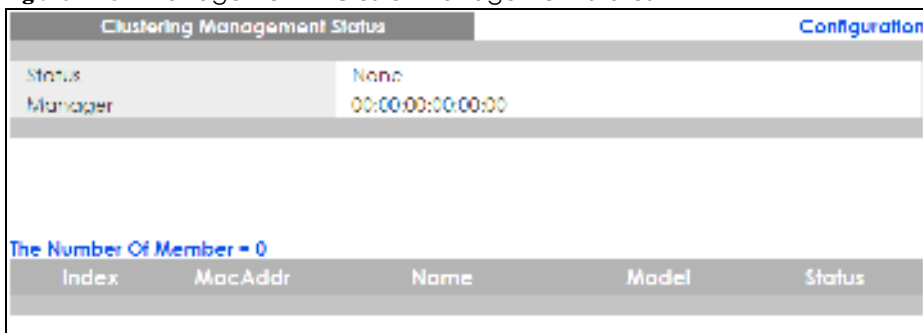 Clustering Management Status Configuration
Status None
Manager 00:00:00:00:00:00
The Number Of Member = 0
Index MacAddr Name Model Status